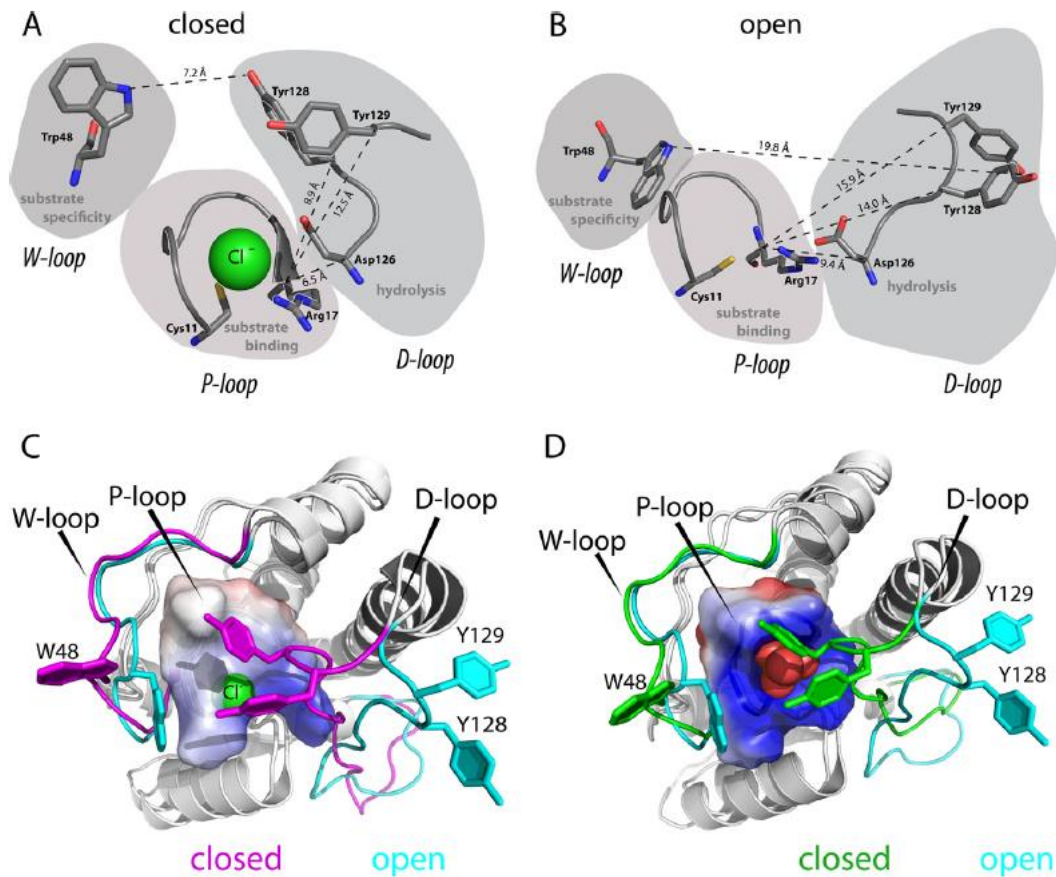 A
closed
7.2 Å
Tyr128
Tyr129
Trp48
substrate
specificity
W-loop
8.9 Å
12.5 Å
Cl⁻
6.5 Å
Asp126
hydrolysis
Cys11
substrate
binding
Arg17
P-loop
D-loop
B
open
Tyr129
Trp48
19.8 Å
15.9 Å
substrate
specificity
14.0 Å
Tyr128
W-loop
Asp126
9.4 Å
Arg17
hydrolysis
Cys11
substrate
binding
P-loop
D-loop
C
P-loop
W-loop
D-loop
W48
Y129
Cl⁻
Y128
closed
open
D
P-loop
D-loop
W-loop
Y129
W48
Y128
closed
open